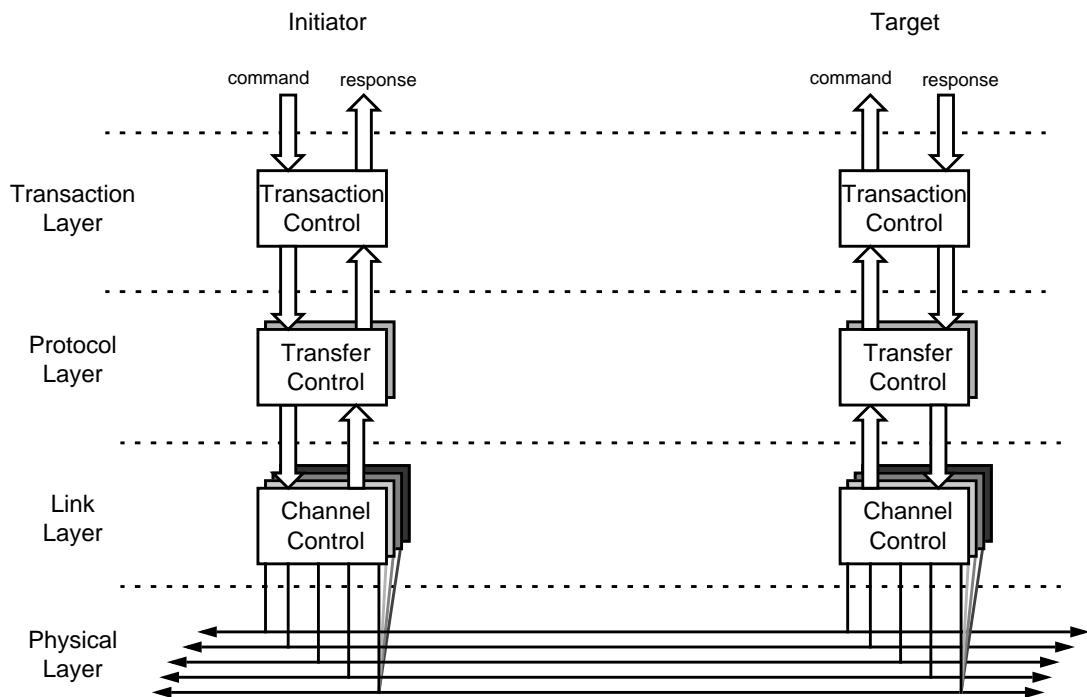 Initiator
Target
command
response
command
response
Transaction
Layer
Transaction
Control
Transaction
Control
Protocol
Layer
Transfer
Control
Transfer
Control
Link
Layer
Channel
Control
Channel
Control
Physical
Layer